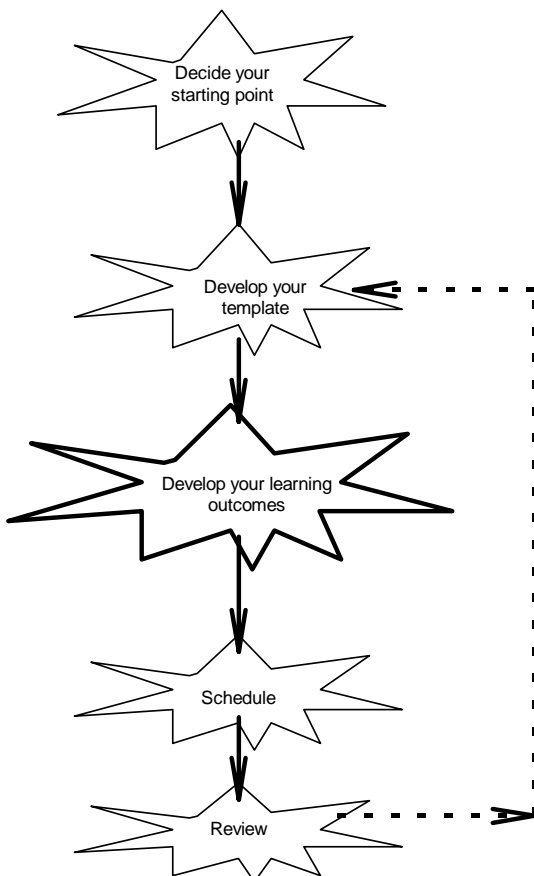 Decide your
starting point
Develop your
template
Develop your learning
outcomes
Schedule
Review